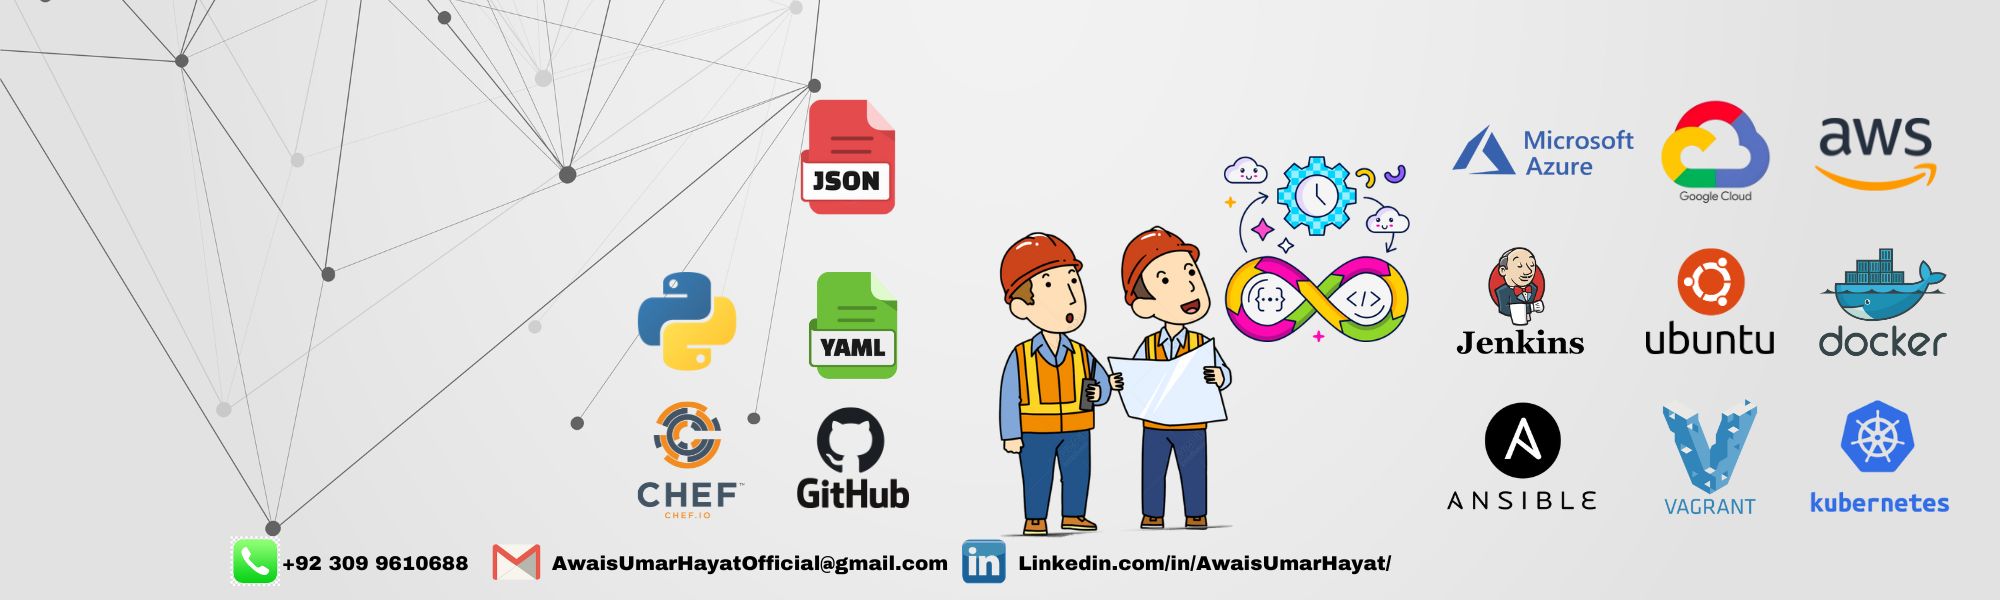 JSON
YAML
CHEF™
CHEF.IO
GitHub
{...}
</>
Microsoft
Azure
Google Cloud
aws
Jenkins
ubuntu
docker
ANSIBLE
VAGRANT
kubernetes
+92 309 9610688
AwaisUmarHayatOfficial@gmail.com
in
Linkedin.com/in/AwaisUmarHayat/